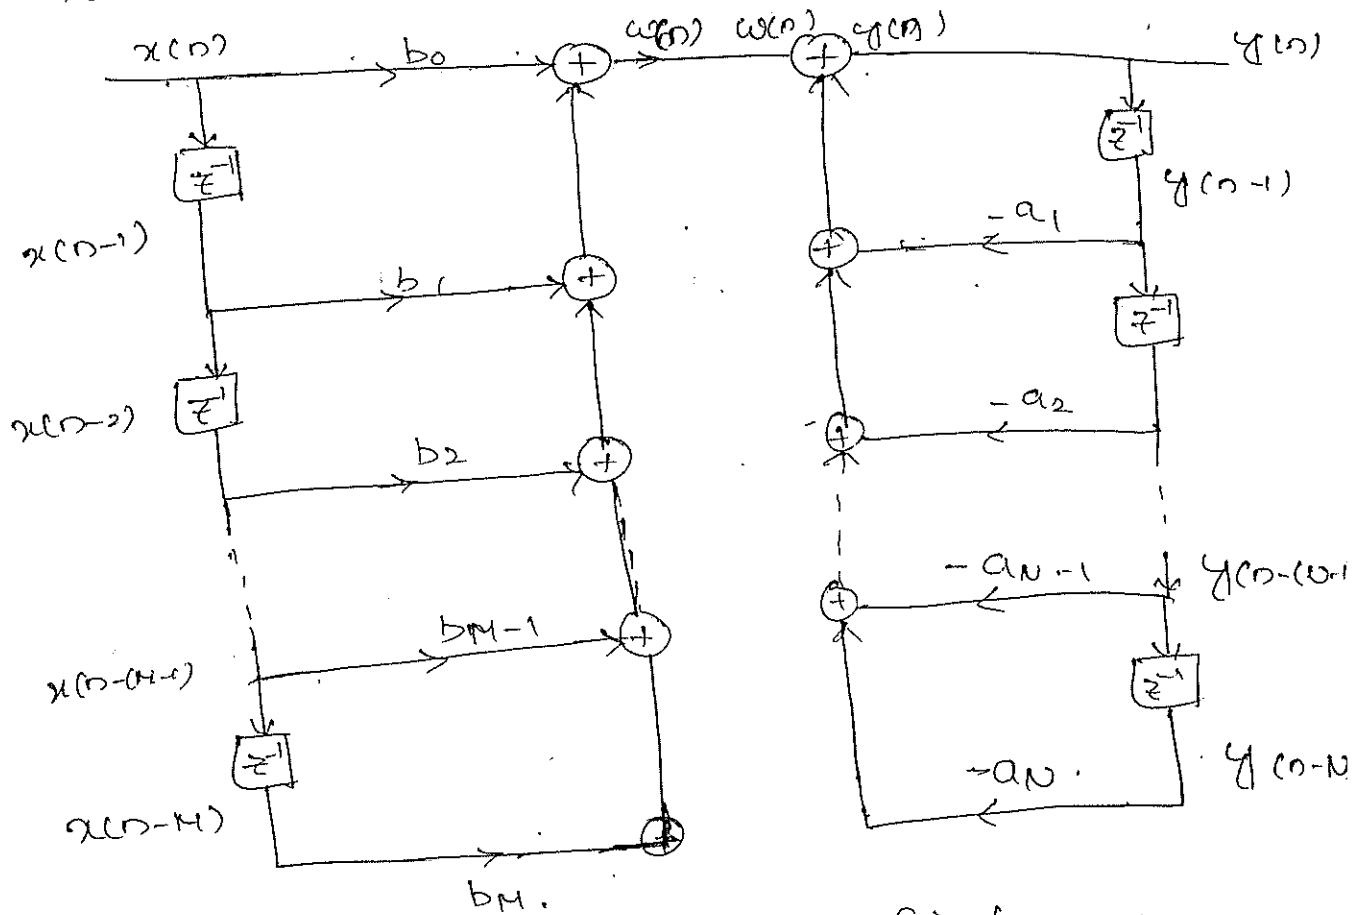 x(n) b0 + w(n) w(n) + y(n) y(n)
z⁻¹ z⁻¹
x(n-1) y(n-1)
-a1
+
b1 + z⁻¹
x(n-2) z⁻¹ -a2
+
b2 +
-aN-1 y(n-(N-1
+
bM-1 +
x(n-(M-1) z⁻¹
z⁻¹ -aN. y(n-N
x(n-M) +
bM.